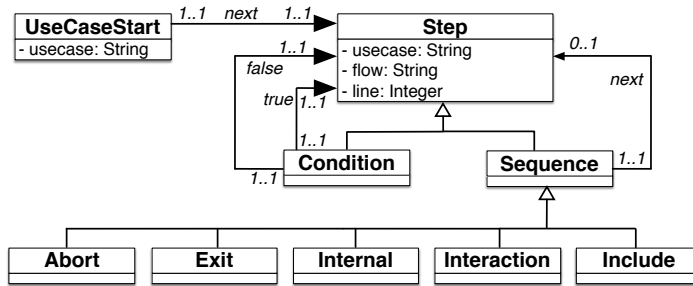 1..1 next 1..1
UseCaseStart
- usecase: String
Step
- usecase: String
- flow: String
- line: Integer
1..1
false
true
1..1
0..1
next
1..1
Condition
1..1
Sequence
1..1
Abort
Exit
Internal
Interaction
Include